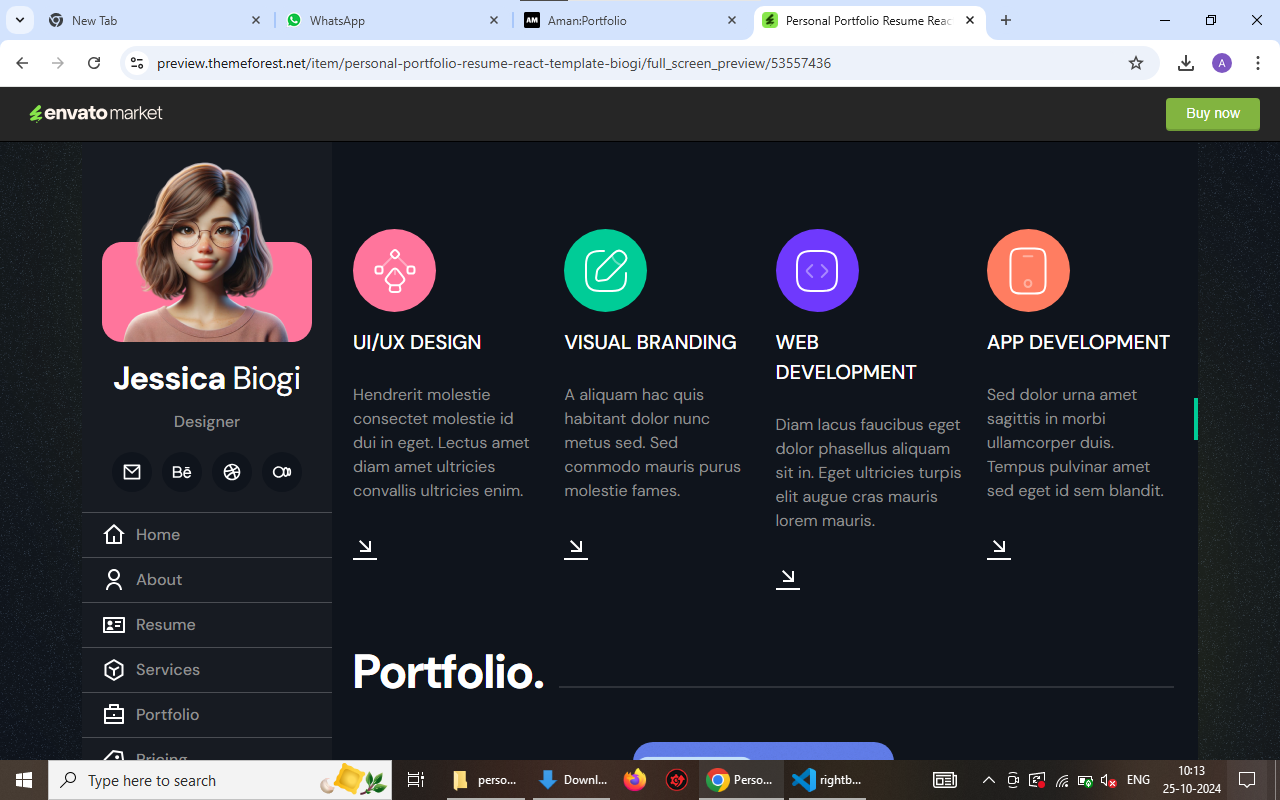 New Tab
WhatsApp
AM
Aman:Portfolio
Personal Portfolio Resume Reac
preview.themeforest.net/item/personal-portfolio-resume-react-template-biogi/full_screen_preview/53557436
A
envato market
Buy now
Jessica Biogi
Designer
Bē
Home
About
Resume
Services
Portfolio
Pricing
UI/UX DESIGN
Hendrerit molestie
consectet molestie id
dui in eget. Lectus amet
diam amet ultricies
convallis ultricies enim.
VISUAL BRANDING
A aliquam hac quis
habitant dolor nunc
metus sed. Sed
commodo mauris purus
molestie fames.
WEB
DEVELOPMENT
Diam lacus faucibus eget
dolor phasellus aliquam
sit in. Eget ultricies turpis
elit augue cras mauris
lorem mauris.
APP DEVELOPMENT
Sed dolor urna amet
sagittis in morbi
ullamcorper duis.
Tempus pulvinar amet
sed eget id sem blandit.
Portfolio.
Type here to search
perso...
Downl...
Perso...
rightb...
ENG
10:13
25-10-2024